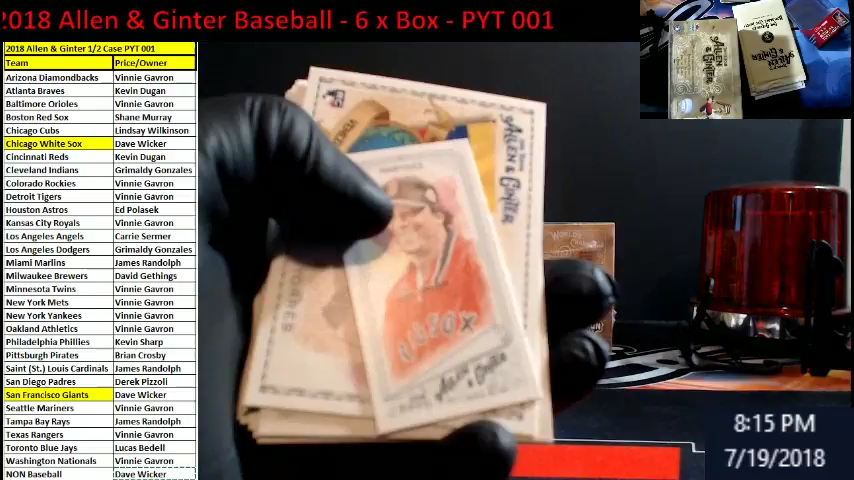 2018 Allen & Ginter Baseball - 6 x Box - PYT 001
2018 Allen & Ginter 1/2 Case PYT 001
Team Price/Owner
Arizona Diamondbacks Vinnie Gavron
Atlanta Braves Kevin Dugan
Baltimore Orioles Vinnie Gavron
Boston Red Sox Shane Murray
Chicago Cubs Lindsay Wilkinson
Chicago White Sox Dave Wicker
Cincinnati Reds Kevin Dugan
Cleveland Indians Grimaldy Gonzales
Colorado Rockies Vinnie Gavron
Detroit Tigers Vinnie Gavron
Houston Astros Ed Polasek
Kansas City Royals Vinnie Gavron
Los Angeles Angels Carrie Sermer
Los Angeles Dodgers Grimaldy Gonzales
Miami Marlins James Randolph
Milwaukee Brewers David Gethings
Minnesota Twins Vinnie Gavron
New York Mets Vinnie Gavron
New York Yankees Vinnie Gavron
Oakland Athletics Vinnie Gavron
Philadelphia Phillies Kevin Sharp
Pittsburgh Pirates Brian Crosby
Saint (St.) Louis Cardinals James Randolph
San Diego Padres Derek Pizzoli
San Francisco Giants Dave Wicker
Seattle Mariners Vinnie Gavron
Tampa Bay Rays James Randolph
Texas Rangers Vinnie Gavron
Toronto Blue Jays Lucas Bedell
Washington Nationals Vinnie Gavron
NON Baseball Dave Wicker
ALLEN & GINTER
ALLEN & GINTER
ALLEN & GINTER
8:15 PM
7/19/2018